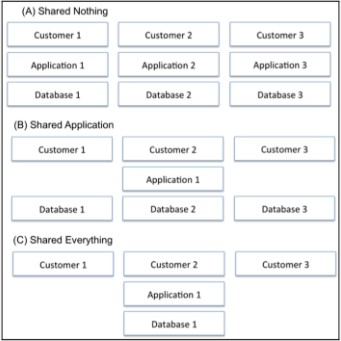 (A) Shared Nothing
Customer 1 Customer 2 Customer 3
Application 1 Application 2 Application 3
Database 1 Database 2 Database 3
(B) Shared Application
Customer 1 Customer 2 Customer 3
Application 1
Database 1 Database 2 Database 3
(C) Shared Everything
Customer 1 Customer 2 Customer 3
Application 1
Database 1